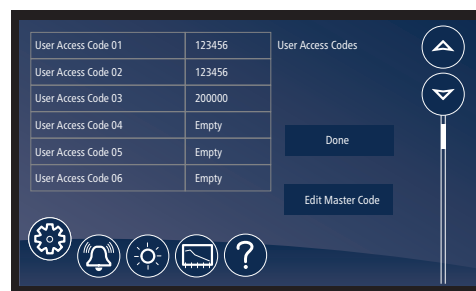 User Access Code 01 123456 User Access Codes
User Access Code 02 123456
User Access Code 03 200000
User Access Code 04 Empty
User Access Code 05 Empty
User Access Code 06 Empty
Done
Edit Master Code
?